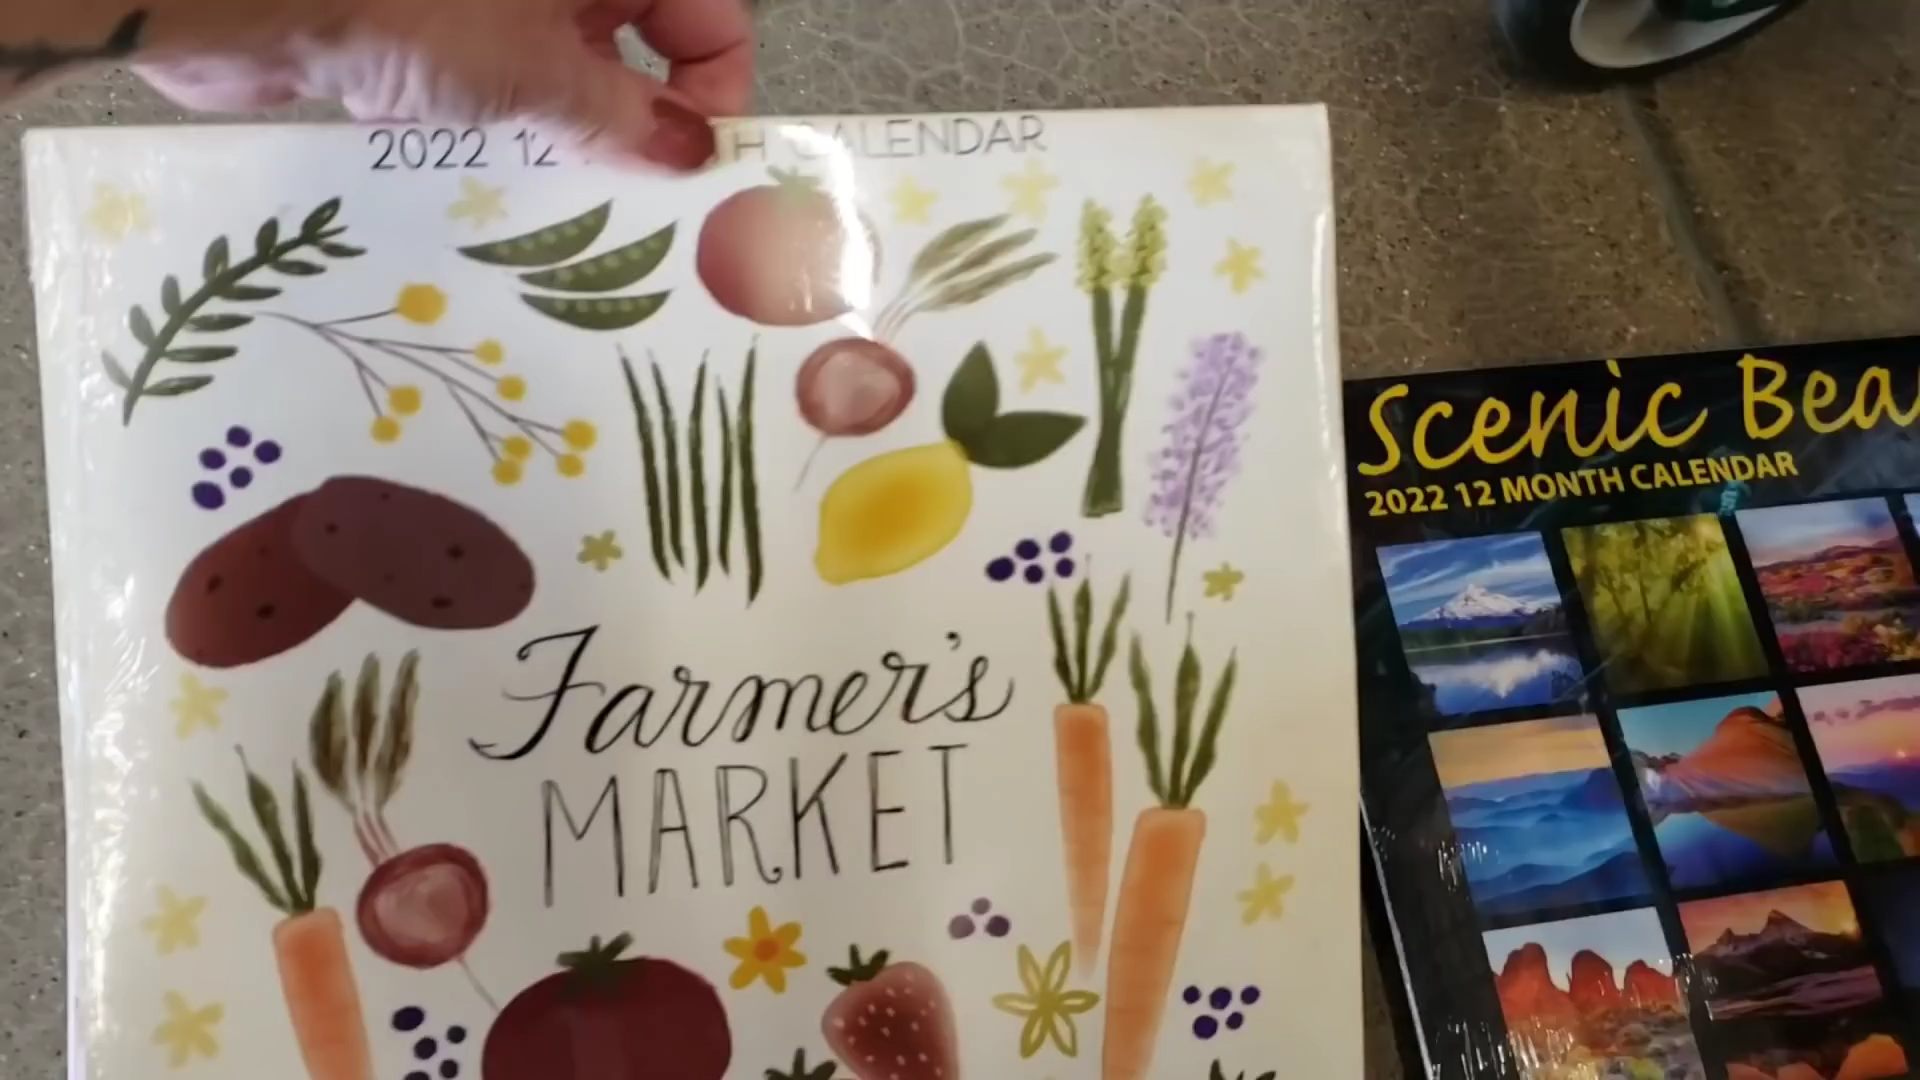 2022 12 CALENDAR
Farmer's
MARKET
Scenic
2022 12 MONTH CALENDAR